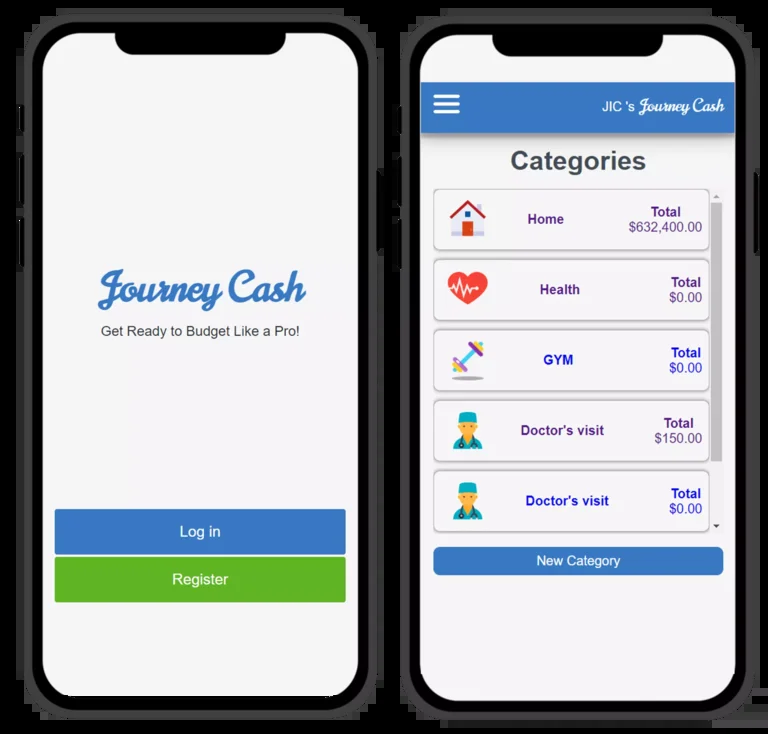 Journey Cash
Get Ready to Budget Like a Pro!
Log in
Register
JIC 's Journey Cash
Categories
Home
Total
$632,400.00
Health
Total
$0.00
GYM
Total
$0.00
Doctor's visit
Total
$150.00
Doctor's visit
Total
$0.00
New Category